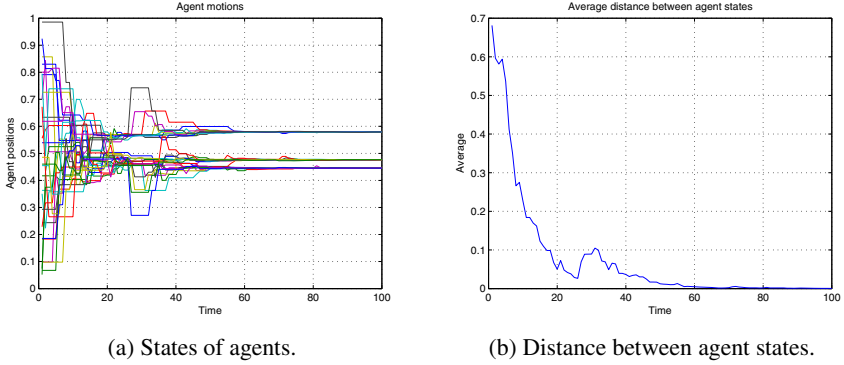 Agent motions
1
0.9
0.8
0.7
0.6
0.5
0.4
0.3
0.2
0.1
0
Agent positions
0 20 40 60 80 100
Time
(a) States of agents.
Average distance between agent states
0.7
0.6
0.5
0.4
0.3
0.2
0.1
0
Average
0 20 40 60 80 100
Time
(b) Distance between agent states.